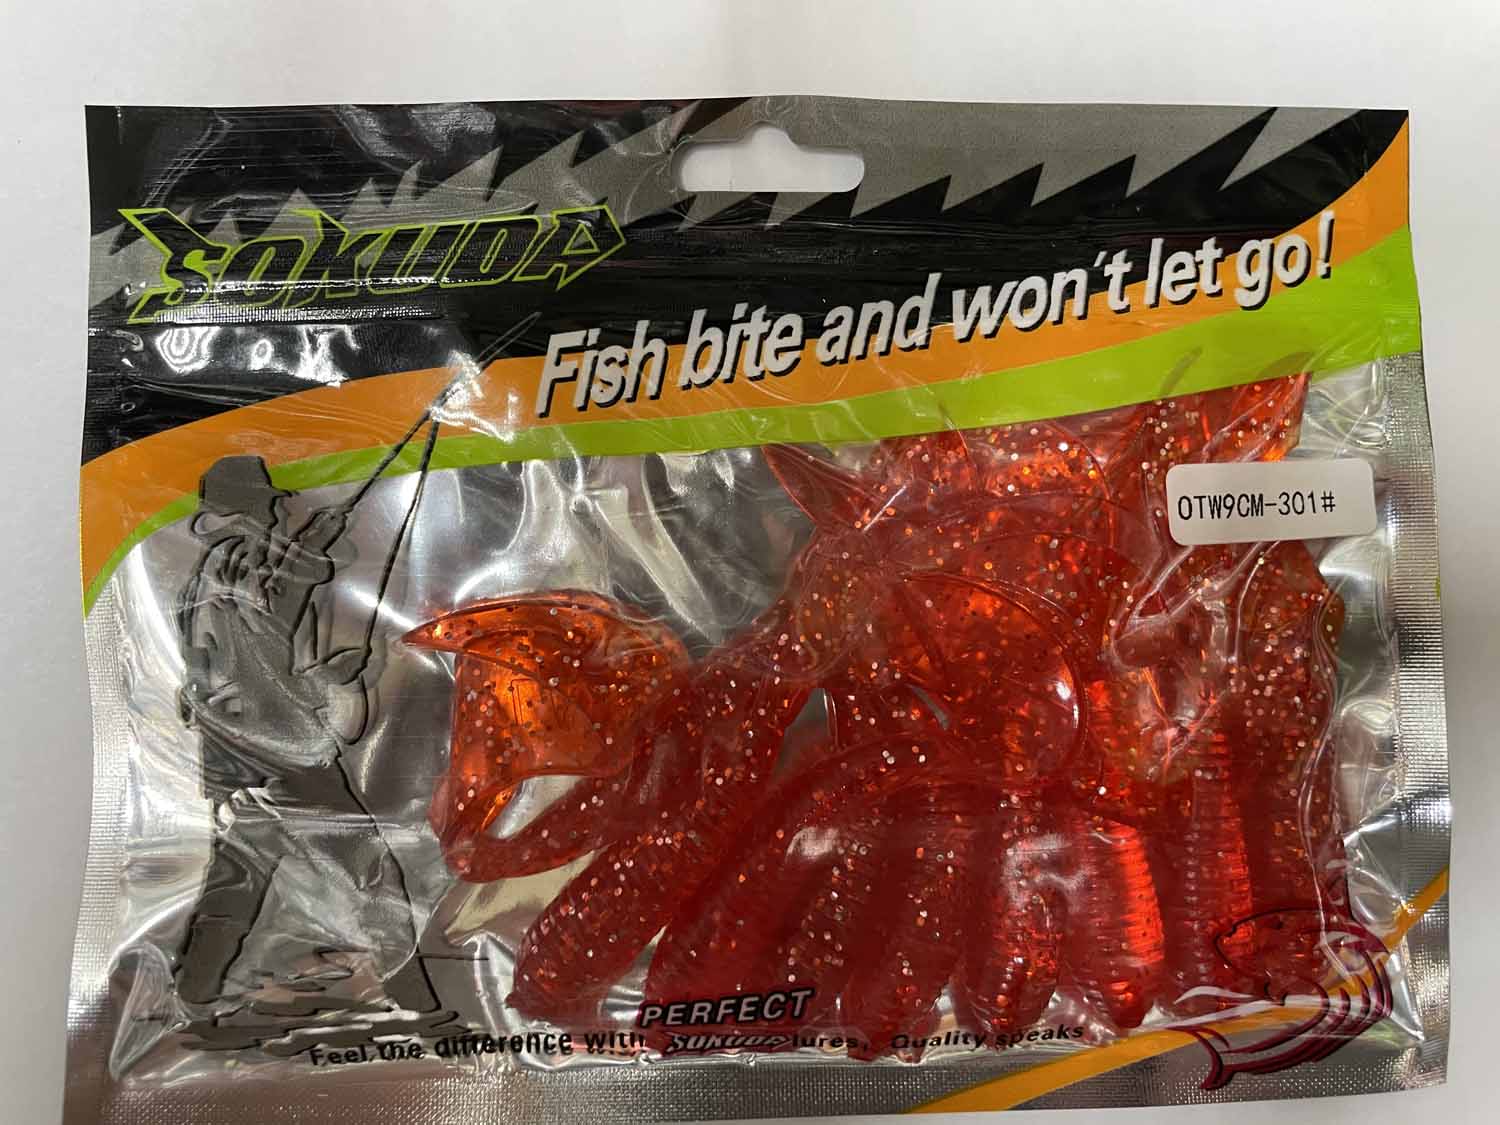 SOKUDA
Fish bite and won't let go!
OTW9CM-301#
PERFECT
Feel the difference with SOKUDA lures, Quality speaks